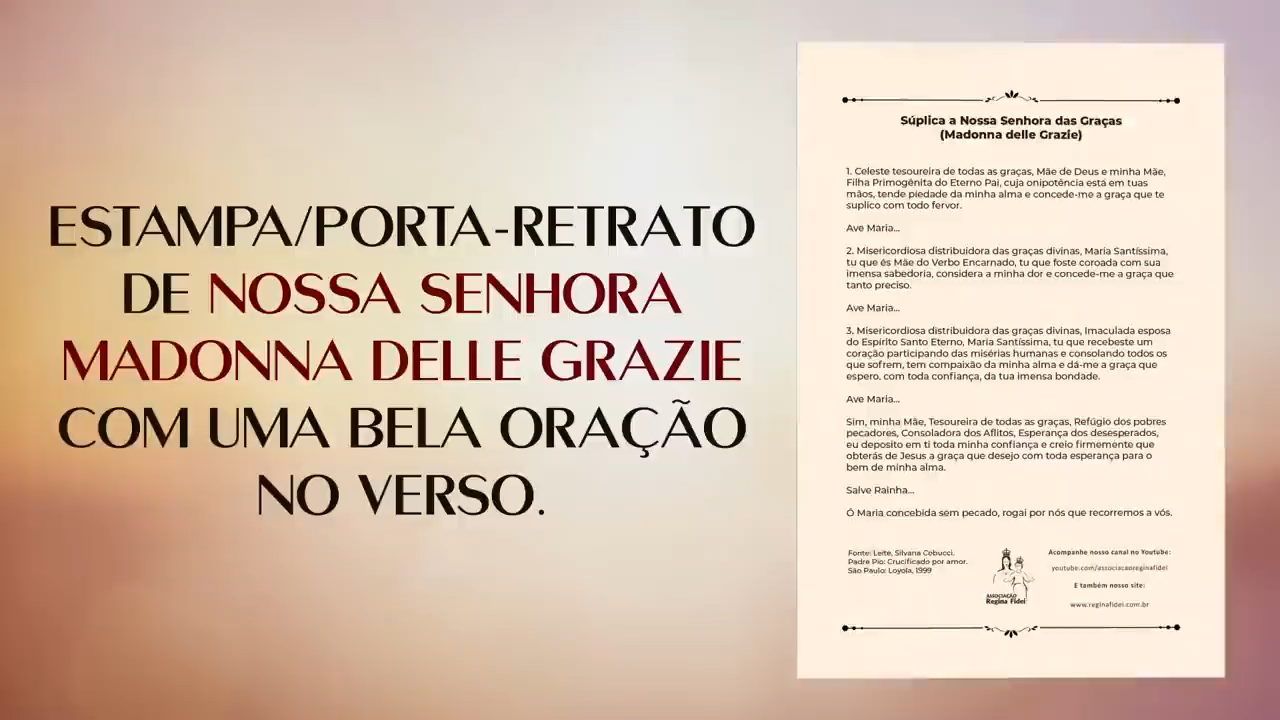 ESTAMPA/PORTA-RETRATO
DE NOSSA SENHORA
MADONNA DELLE GRAZIE
COM UMA BELA ORAÇÃO
NO VERSO.
Súplica a Nossa Senhora das Graças
(Madonna delle Grazie)
1. Celeste tesoureira de todas as graças, Mãe de Deus e minha Mãe,
Filha Primogênita do Eterno Pai, cuja onipotência está em tuas
mãos, tende piedade da minha alma e concede-me a graça que te
suplico com todo fervor.
Ave Maria...
2. Misericordiosa distribuidora das graças divinas, Maria Santíssima,
tu que és Mãe do Verbo Encarnado, tu que foste coroada com sua
imensa sabedoria, considera a minha dor e concede-me a graça que
tanto preciso.
Ave Maria...
3. Misericordiosa distribuidora das graças divinas, Imaculada esposa
do Espírito Santo Eterno, Maria Santíssima, tu que recebeste um
coração participando das misérias humanas e consolando todos os
que sofrem, tem compaixão da minha alma e dá-me a graça que
espero, com toda confiança, da tua imensa bondade.
Ave Maria...
Sim, minha Mãe, Tesoureira de todas as graças, Refúgio dos pobres
pecadores, Consoladora dos Aflitos, Esperança dos desesperados,
eu deposito em ti toda minha confiança e creio firmemente que
obterás de Jesus a graça que desejo com toda esperança para o
bem de minha alma.
Salve Rainha...
Ó Maria concebida sem pecado, rogai por nós que recorremos a vós.
Fonte: Leite, Silvana Cobucci.
Padre Pio: Crucificado por amor.
São Paulo: Loyola, 1999
ASSOCIAÇÃO
Regina Fidei
Acompanhe nosso canal no Youtube:
youtube.com/associacaoreginafidei
E também nosso site:
www.reginafidei.com.br